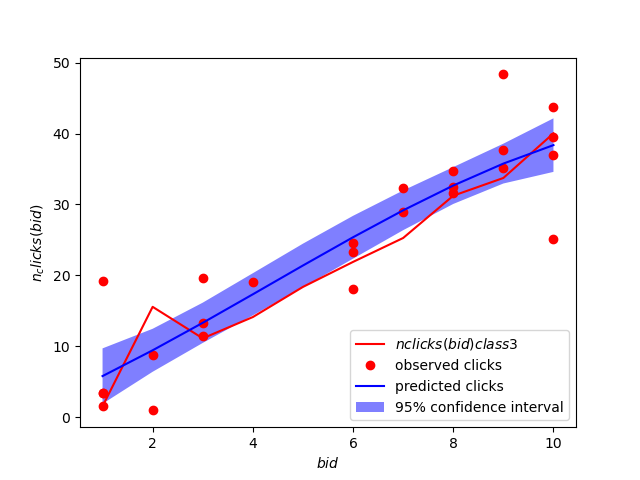 50
40
30
20
10
0
n_clicks(bid)
nclicks(bid)class3
observed clicks
predicted clicks
95% confidence interval
2
4
6
8
10
bid